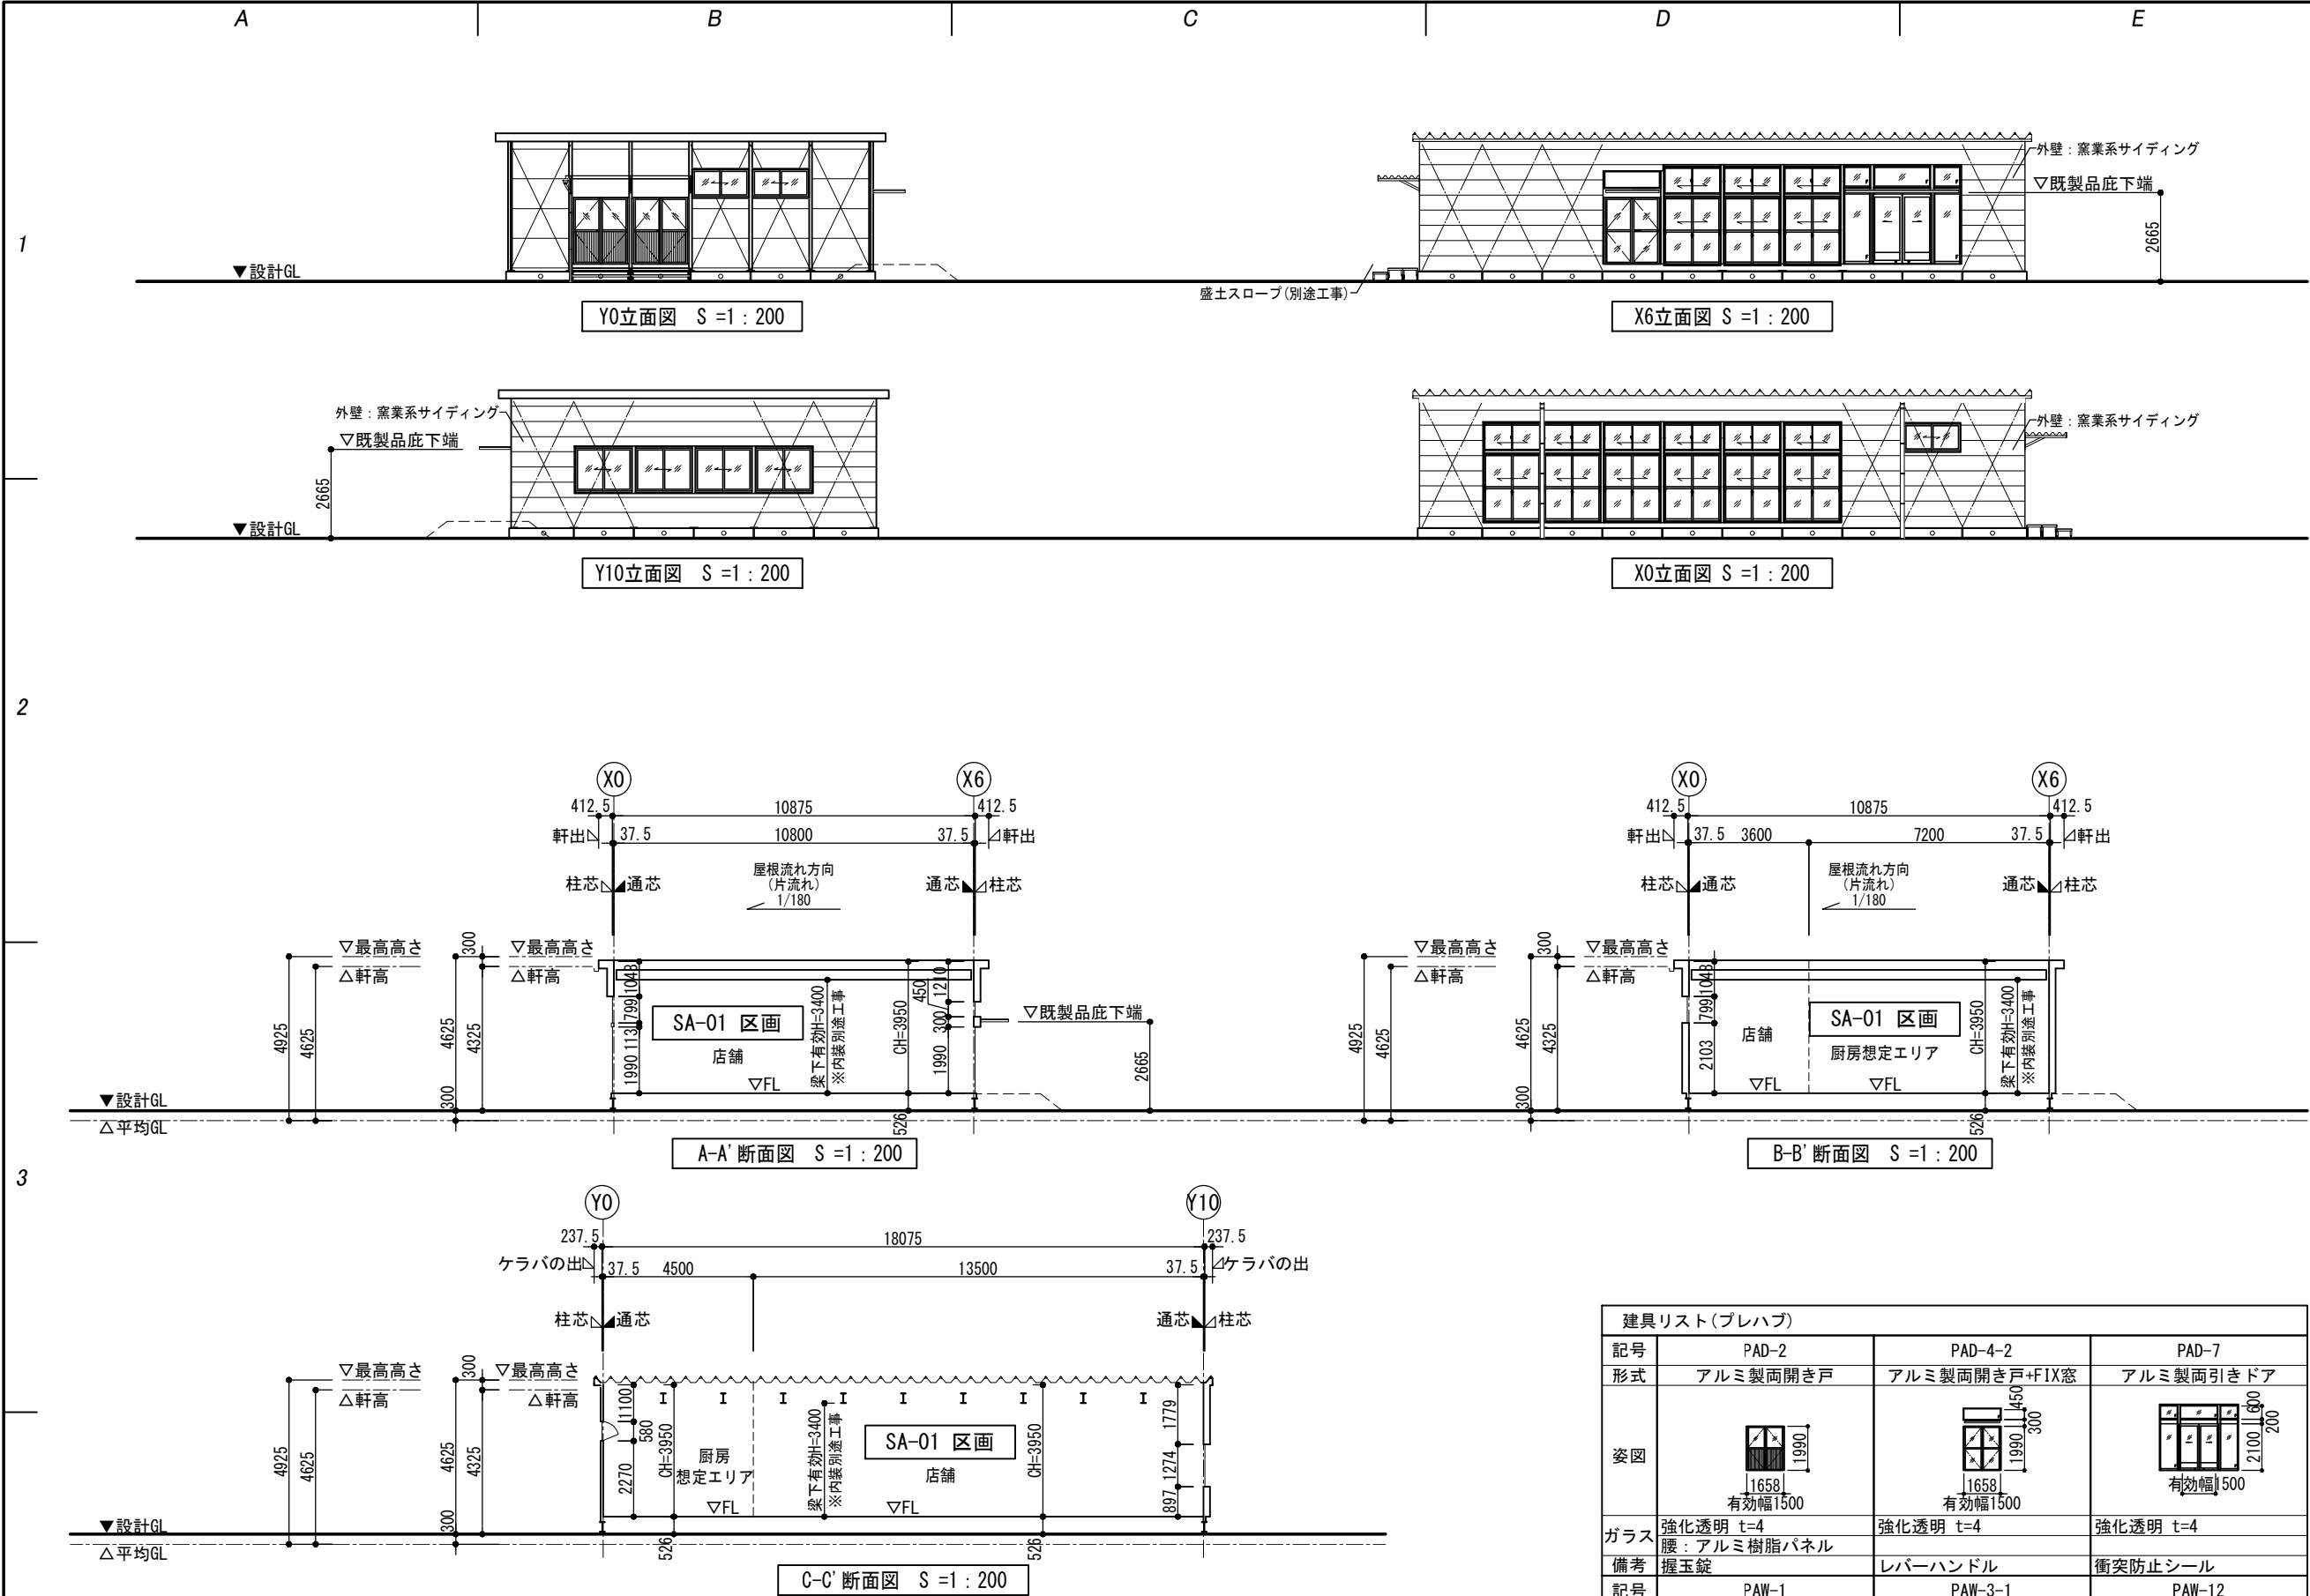 A B C D E
1
外壁：窯業系サイディング
▽既製品庇下端
2665
▼設計GL
盛土スロープ(別途工事)
Y0立面図 S =1：200
X6立面図 S =1：200
外壁：窯業系サイディング
▽既製品庇下端
2665
▼設計GL
外壁：窯業系サイディング
Y10立面図 S =1：200
X0立面図 S =1：200
2
X0 X6
412.5 10875 412.5
軒出 37.5 10800 37.5 軒出
屋根流れ方向
(片流れ)
1/180
柱芯 通芯 通芯 柱芯
▽最高高さ 300 ▽最高高さ
△軒高 △軒高
4925 4625 4625 4325 300
1990 113 799 1043
SA-01 区画
店舗
▽FL
梁下有効H=3400
※内装別途工事
CH=3950
526
1990 300 450 1210
▽既製品庇下端
2665
▼設計GL
△平均GL
A-A' 断面図 S =1：200
X0 X6
412.5 10875 412.5
軒出 37.5 3600 7200 37.5 軒出
屋根流れ方向
(片流れ)
1/180
柱芯 通芯 通芯 柱芯
▽最高高さ 300 ▽最高高さ
△軒高 △軒高
4925 4625 4625 4325 300
2103 799 1043
店舗
SA-01 区画
厨房想定エリア
▽FL ▽FL
CH=3950
526
梁下有効H=3400
※内装別途工事
B-B' 断面図 S =1：200
3
Y0 Y10
237.5 18075 237.5
ケラバの出 37.5 4500 13500 37.5 ケラバの出
柱芯 通芯 通芯 柱芯
▽最高高さ 300 ▽最高高さ
△軒高 △軒高
4925 4625 4625 4325 300
2270 580 1100
CH=3950
526
厨房
想定エリア
▽FL
梁下有効H=3400
※内装別途工事
SA-01 区画
店舗
▽FL
CH=3950
526
897 1274 1779
▼設計GL
△平均GL
C-C' 断面図 S =1：200
建具リスト(プレハブ)
記号 PAD-2 PAD-4-2 PAD-7
形式 アルミ製両開き戸 アルミ製両開き戸+FIX窓 アルミ製両引きドア
姿図
1990 1658 有効幅1500
1990 300 450 1658 有効幅1500
2100 200 600 有効幅1500
ガラス 強化透明 t=4 強化透明 t=4 強化透明 t=4
腰：アルミ樹脂パネル
備考 握玉錠 レバーハンドル 衝突防止シール
記号 PAW-1 PAW-3-1 PAW-12